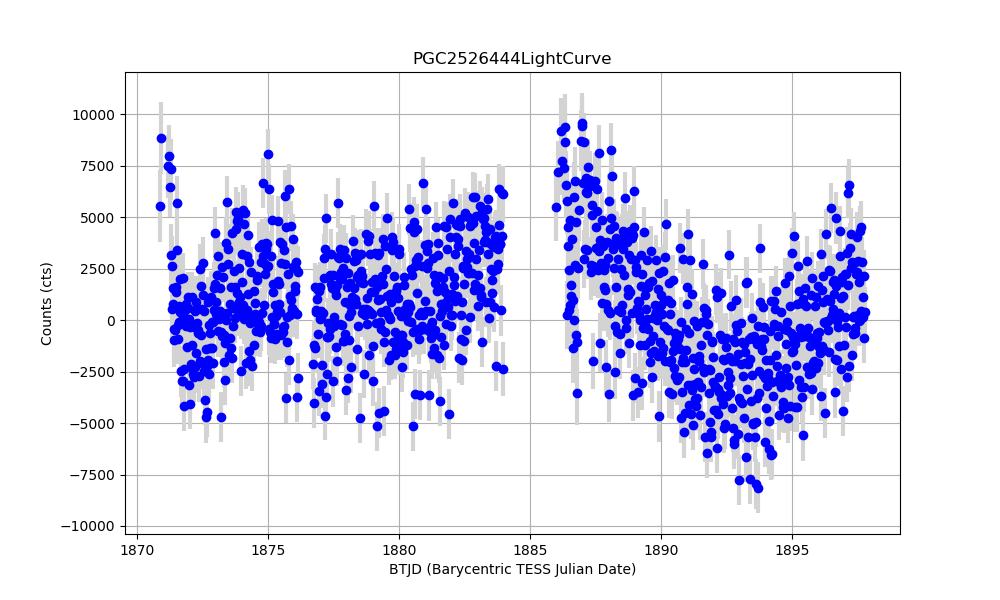 PGC2526444LightCurve
10000
7500
5000
2500
0
−2500
−5000
−7500
−10000
Counts (cts)
1870 1875 1880 1885 1890 1895
BTJD (Barycentric TESS Julian Date)